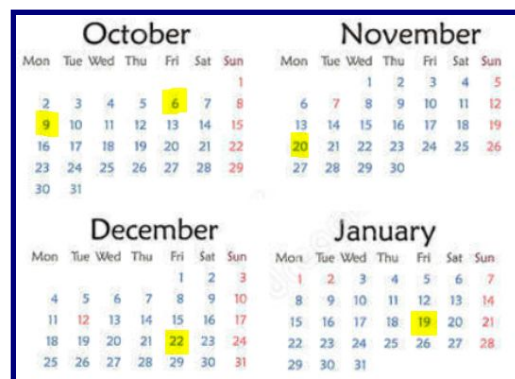 October
Mon Tue Wed Thu Fri Sat Sun
1
2 3 4 5 6 7 8
9 10 11 12 13 14 15
16 17 18 19 20 21 22
23 24 25 26 27 28 29
30 31
November
Mon Tue Wed Thu Fri Sat Sun
1 2 3 4 5
6 7 8 9 10 11 12
13 14 15 16 17 18 19
20 21 22 23 24 25 26
27 28 29 30
December
Mon Tue Wed Thu Fri Sat Sun
1 2 3
4 5 6 7 8 9 10
11 12 13 14 15 16 17
18 19 20 21 22 23 24
25 26 27 28 29 30 31
January
Mon Tue Wed Thu Fri Sat Sun
1 2 3 4 5 6 7
8 9 10 11 12 13 14
15 16 17 18 19 20 21
22 23 24 25 26 27 28
29 30 31